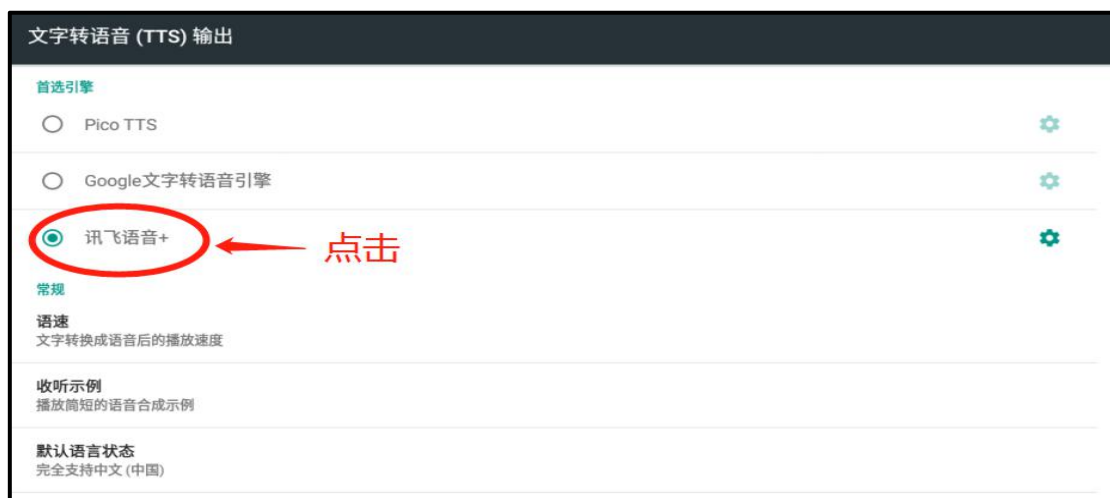 文字转语音 (TTS) 输出
首选引擎
Pico TTS
Google文字转语音引擎
讯飞语音+
点击
常规
语速
文字转换成语音后的播放速度
收听示例
播放简短的语音合成示例
默认语言状态
完全支持中文 (中国)